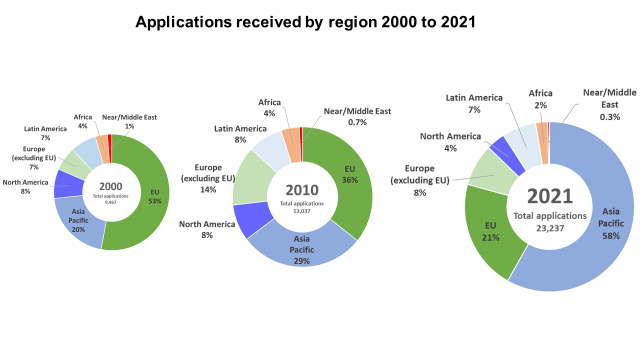 Applications received by region 2000 to 2021
Near/Middle East
1%
Africa
4%
Latin America
7%
Europe
(excluding EU)
7%
North America
8%
Asia
Pacific
20%
EU
53%
2000
Total applications
9,467
Near/Middle East
0.7%
Africa
4%
Latin America
8%
Europe
(excluding EU)
14%
North America
8%
Asia
Pacific
29%
EU
36%
2010
Total applications
13,037
Near/Middle East
0.3%
Africa
2%
Latin America
7%
North America
4%
Europe
(excluding EU)
8%
EU
21%
Asia
Pacific
58%
2021
Total applications
23,237